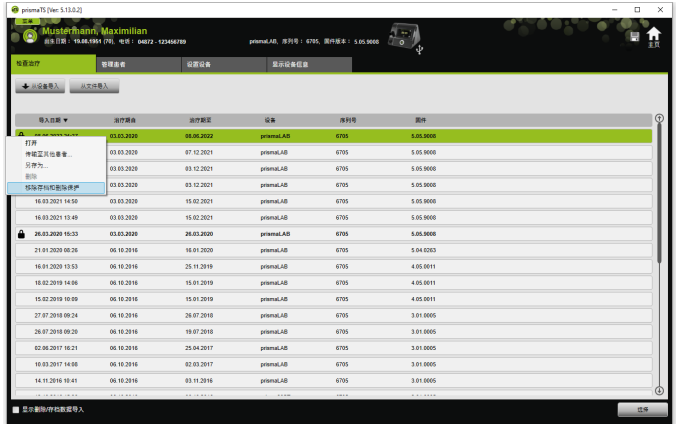 prismaTS [Ver: 5.13.0.2]
菜单
Mustermann, Maximilian
出生日期： 19.08.1951 (70), 电话： 04872 - 123456789
prismaLAB, 序列号： 6705, 固件版本： 5.05.9008
主页
检查治疗 管理患者 设置设备 显示设备信息
从设备导入 从文件导入
导入日期 ▼ 治疗期自 治疗期至 设备 序列号 固件
03.03.2020 08.06.2022 prismaLAB 6705 5.05.9008
打开
03.03.2020 07.12.2021 prismaLAB 6705 5.05.9008
传输至其他患者...
另存为...
03.03.2020 03.12.2021 prismaLAB 6705 5.05.9008
删除
03.03.2020 03.12.2021 prismaLAB 6705 5.05.9008
移除存档和删除保护
16.03.2021 14:50 03.03.2020 15.02.2021 prismaLAB 6705 5.05.9008
16.03.2021 13:49 03.03.2020 15.02.2021 prismaLAB 6705 5.05.9008
26.03.2020 15:33 03.03.2020 26.03.2020 prismaLAB 6705 5.05.9008
21.01.2020 08:26 06.10.2016 16.01.2020 prismaLAB 6705 5.04.0263
16.01.2020 13:53 06.10.2016 25.11.2019 prismaLAB 6705 4.05.0011
18.02.2019 14:06 06.10.2016 15.01.2019 prismaLAB 6705 4.05.0011
15.02.2019 10:09 06.10.2016 15.01.2019 prismaLAB 6705 4.05.0011
27.07.2018 09:24 06.10.2016 26.07.2018 prismaLAB 6705 3.01.0005
26.07.2018 09:20 06.10.2016 19.07.2018 prismaLAB 6705 3.01.0005
02.06.2017 16:21 06.10.2016 25.04.2017 prismaLAB 6705 3.01.0005
10.03.2017 14:08 06.10.2016 02.03.2017 prismaLAB 6705 3.01.0005
14.11.2016 10:41 06.10.2016 03.11.2016 prismaLAB 6705 3.01.0005
显示删除/存档数据导入
选择